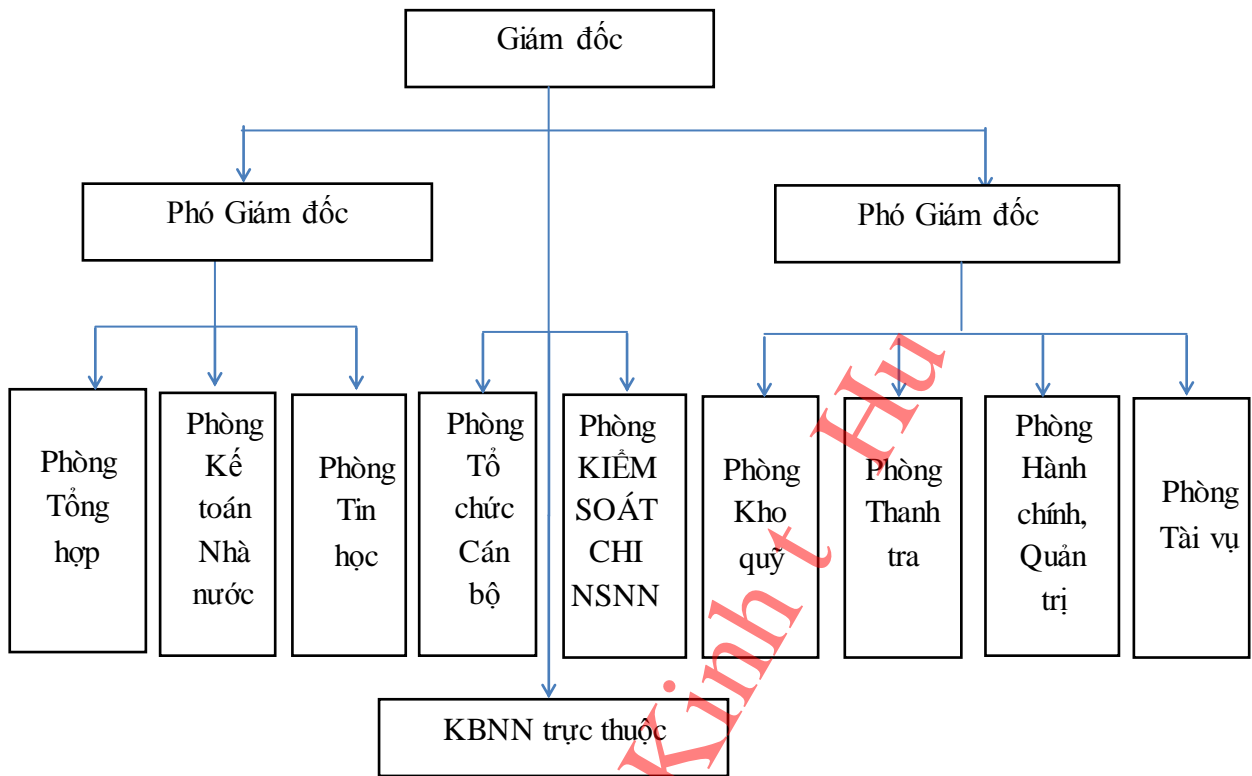 Giám đốc
Phó Giám đốc
Phó Giám đốc
Phòng
Tổng
hợp
Phòng
Kế
toán
Nhà
nước
Phòng
Tin
học
Phòng
Tổ
chức
Cán
bộ
Phòng
KIỂM
SOÁT
CHI
NSNN
Phòng
Kho
quỹ
Phòng
Thanh
tra
Phòng
Hành
chính,
Quản
trị
Phòng
Tài vụ
KBNN trực thuộc
Kinh t Hu